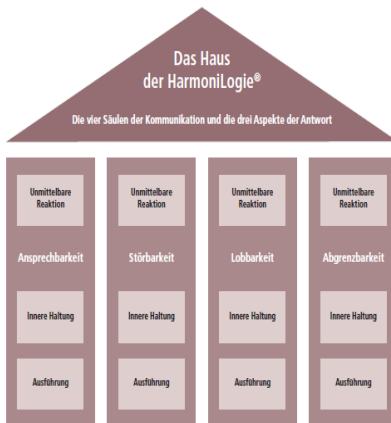 Das Haus
der HarmoniLogie®
Die vier Säulen der Kommunikation und die drei Aspekte der Antwort
Unmittelbare
Reaktion
Ansprechbarkeit
Innere Haltung
Ausführung
Unmittelbare
Reaktion
Störbarkeit
Innere Haltung
Ausführung
Unmittelbare
Reaktion
Lobbarkeit
Innere Haltung
Ausführung
Unmittelbare
Reaktion
Abgrenzbarkeit
Innere Haltung
Ausführung